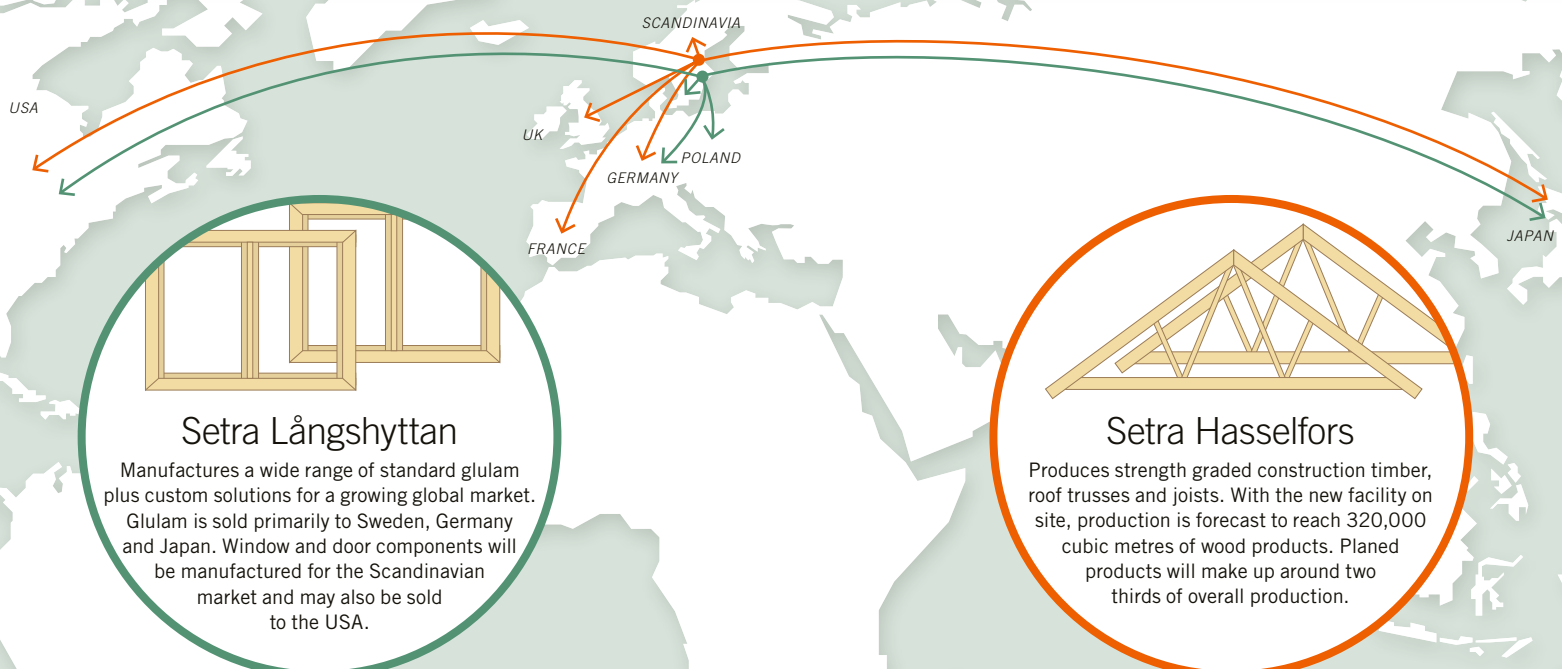 SCANDINAVIA
USA
UK
POLAND
GERMANY
FRANCE
JAPAN
Setra Långshyttan
Manufactures a wide range of standard glulam
plus custom solutions for a growing global market.
Glulam is sold primarily to Sweden, Germany
and Japan. Window and door components will
be manufactured for the Scandinavian
market and may also be sold
to the USA.
Setra Hasselfors
Produces strength graded construction timber,
roof trusses and joists. With the new facility on
site, production is forecast to reach 320,000
cubic metres of wood products. Planed
products will make up around two
thirds of overall production.